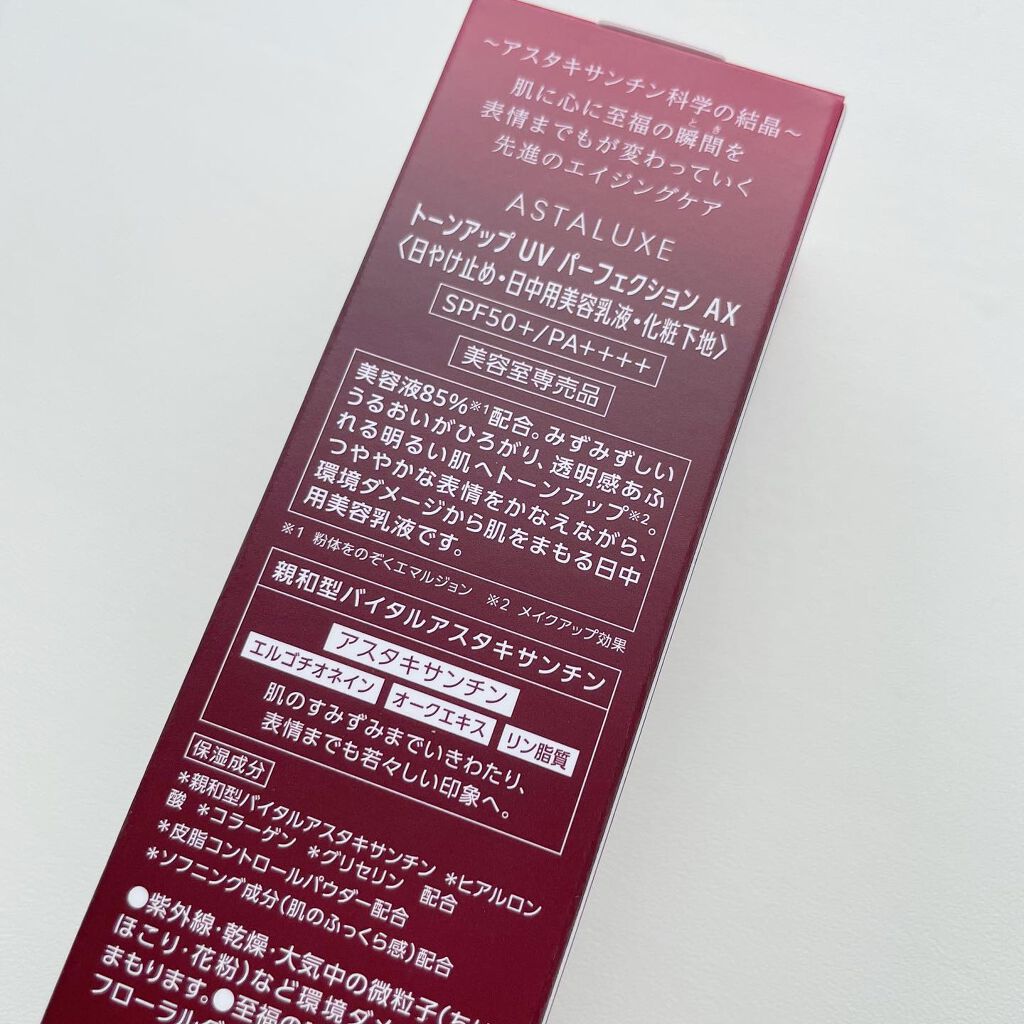 ～アスタキサンチン科学の結晶～
肌に心に至福の瞬間を
とき
表情までもが変わっていく
先進のエイジングケア
ASTALUXE
トーンアップ UV パーフェクション AX
〈日やけ止め・日中用美容乳液・化粧下地〉
SPF50+/PA++++
美容室専売品
美容液85%※1配合。みずみずしい
うるおいがひろがり、透明感あふ
れる明るい肌へトーンアップ※2。
つややかな表情をかなえながら、
環境ダメージから肌をまもる日中
用美容乳液です。
※1 粉体をのぞくエマルジョン ※2 メイクアップ効果
親和型バイタルアスタキサンチン
アスタキサンチン
エルゴチオネイン オークエキス リン脂質
肌のすみずみまでいきわたり、
表情までも若々しい印象へ。
保湿成分
＊親和型バイタルアスタキサンチン ＊ヒアルロン
酸 ＊コラーゲン ＊グリセリン 配合
＊皮脂コントロールパウダー配合
＊ソフニング成分(肌のふっくら感)配合
●紫外線・乾燥・大気中の微粒子(ちり・
ほこり・花粉)など環境ダメ
まもります。●至福の
フローラル